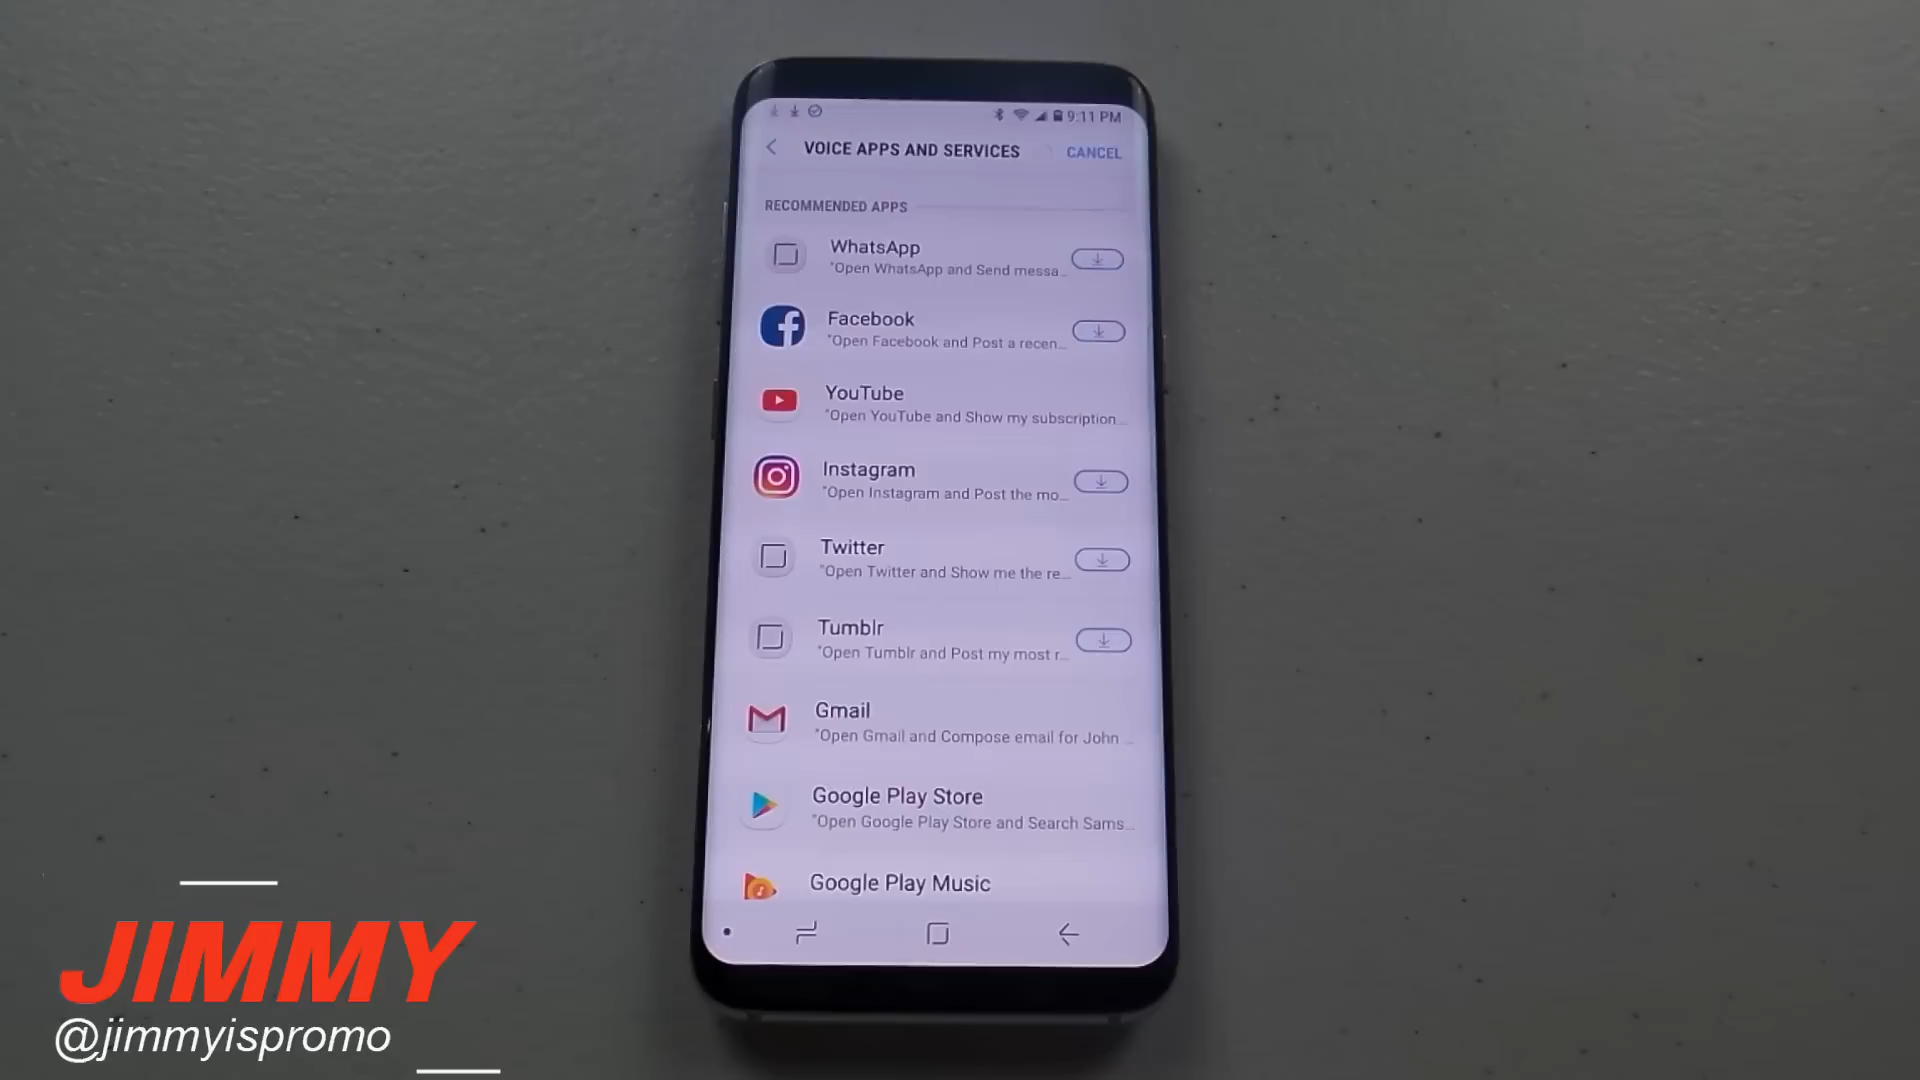 9:11 PM
VOICE APPS AND SERVICES
CANCEL
RECOMMENDED APPS
WhatsApp
"Open WhatsApp and Send messa...
Facebook
"Open Facebook and Post a recen...
YouTube
"Open YouTube and Show my subscription...
Instagram
"Open Instagram and Post the mo...
Twitter
"Open Twitter and Show me the re...
Tumblr
"Open Tumblr and Post my most r...
Gmail
"Open Gmail and Compose email for John ...
Google Play Store
"Open Google Play Store and Search Sams...
Google Play Music
JIMMY
@jimmyispromo